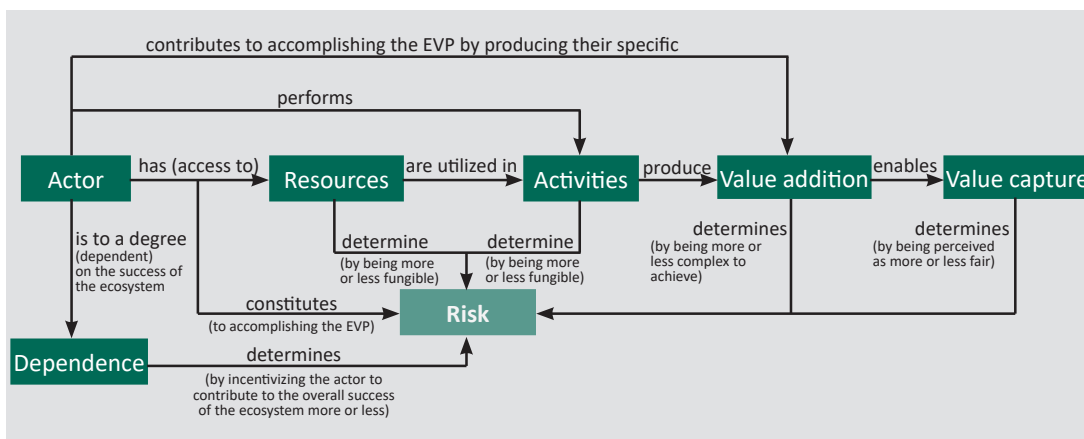 contributes to accomplishing the EVP by producing their specific
performs
Actor
has (access to)
Resources
are utilized in
Activities
produce
Value addition
enables
Value capture
is to a degree
(dependent)
on the success of
the ecosystem
determine
(by being more
or less fungible)
determine
(by being more
or less fungible)
determines
(by being more or
less complex to
achieve)
determines
(by being perceived
as more or less fair)
constitutes
(to accomplishing the EVP)
Risk
Dependence
determines
(by incentivizing the actor to
contribute to the overall success
of the ecosystem more or less)